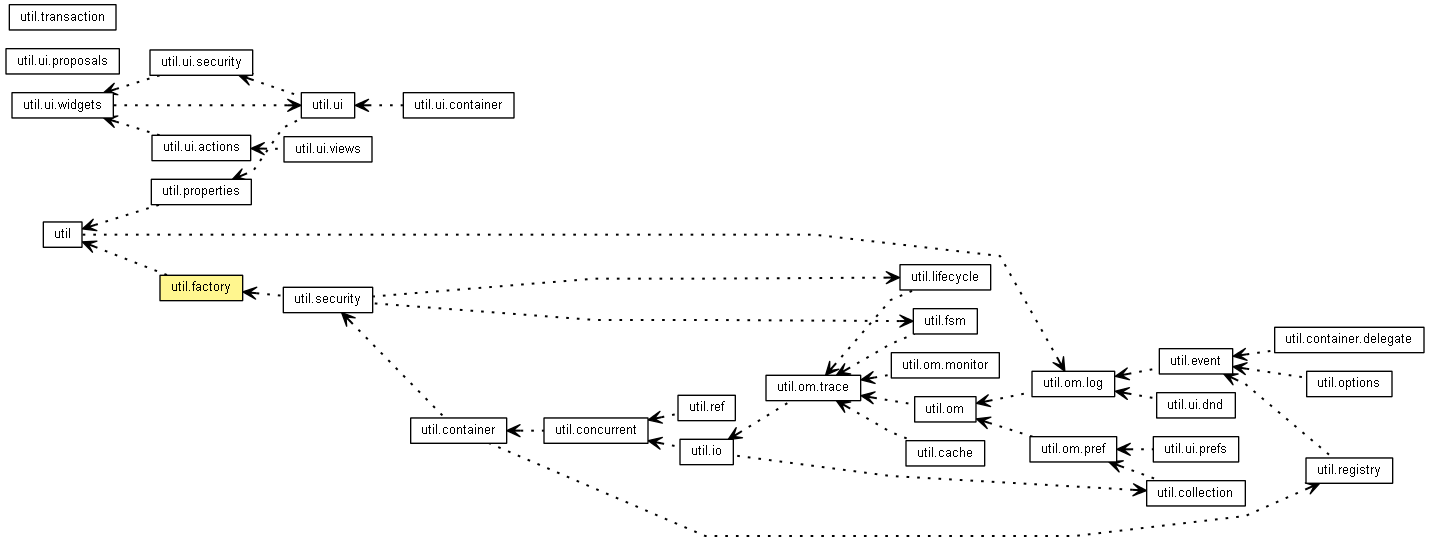 util.transaction
util.ui.proposals
util.ui.security
util.ui.widgets
util.ui
util.ui.container
util.ui.actions
util.ui.views
util.properties
util
util.factory
util.security
util.lifecycle
util.fsm
util.container.delegate
util.event
util.om.monitor
util.om.trace
util.om.log
util.options
util.ref
util.om
util.ui.dnd
util.container
util.concurrent
util.io
util.cache
util.om.pref
util.ui.prefs
util.registry
util.collection